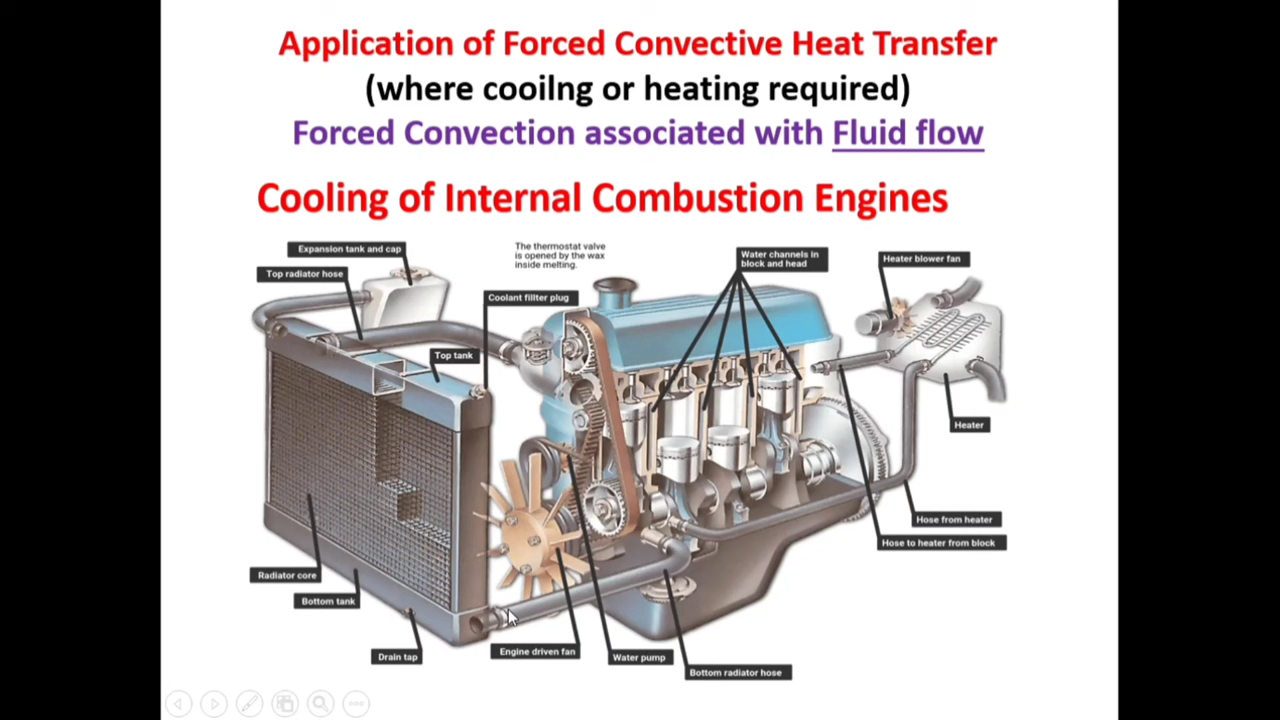 Application of Forced Convective Heat Transfer
(where cooilng or heating required)
Forced Convection associated with Fluid flow
Cooling of Internal Combustion Engines
Expansion tank and cap
Top radiator hose
The thermostat valve
is opened by the wax
inside melting.
Coolant fillter plug
Water channels in
block and head
Heater blower fan
Top tank
Heater
Hose from heater
Hose to heater from block
Radiator core
Bottom tank
Drain tap
Engine driven fan
Water pump
Bottom radiator hose